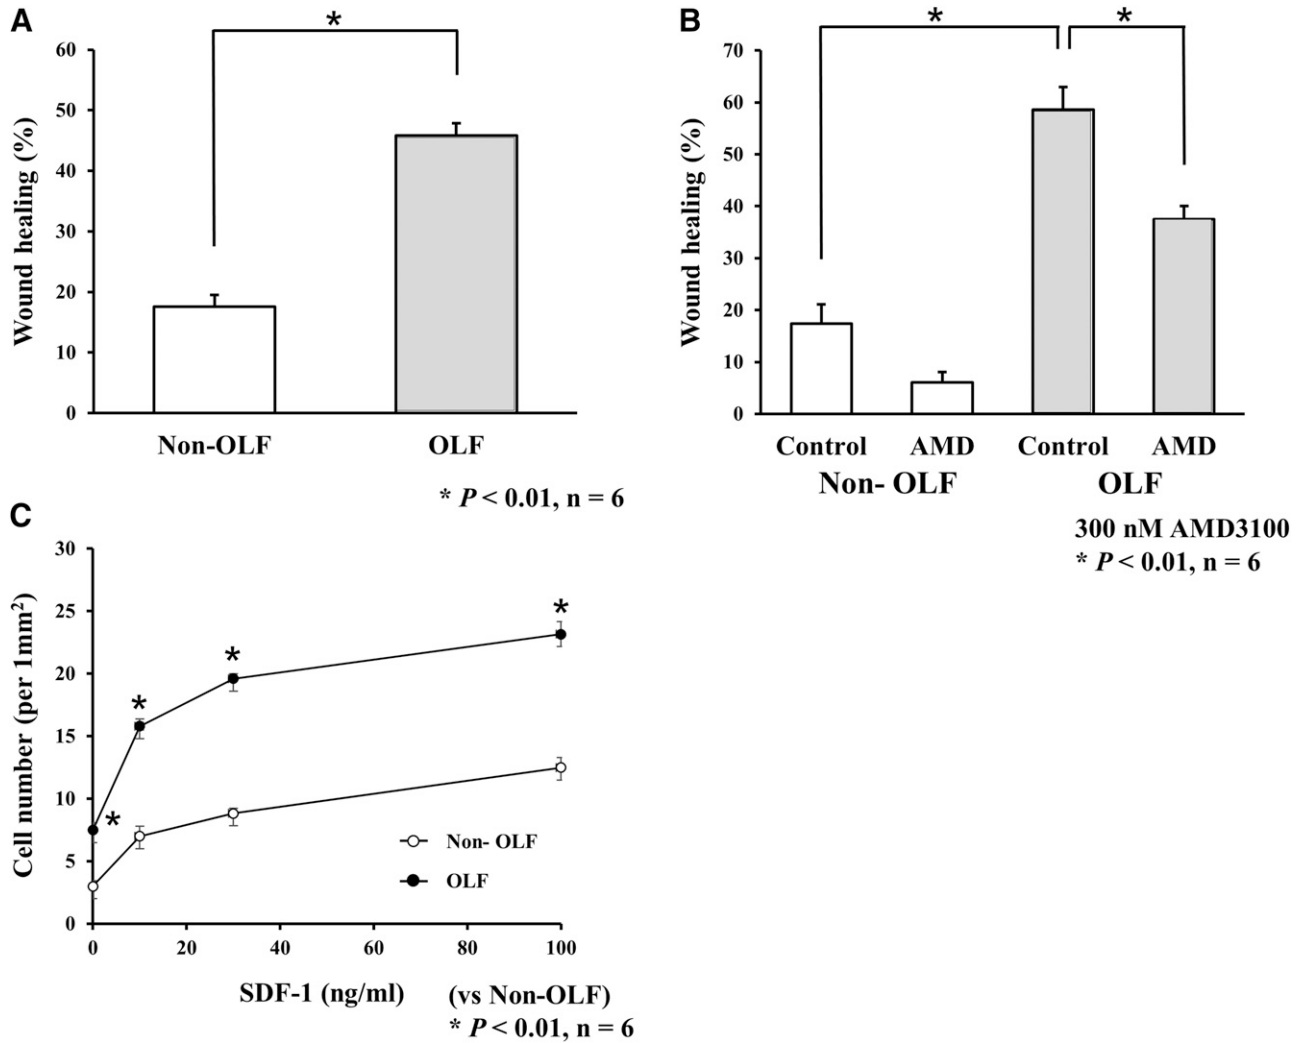 A
*
60
50
40
30
20
10
0
Wound healing (%)
Non-OLF OLF
* P < 0.01, n = 6
B
* *
70
60
50
40
30
20
10
0
Wound healing (%)
Control AMD Control AMD
Non- OLF OLF
300 nM AMD3100
* P < 0.01, n = 6
C
30
25
20
15
10
5
0
Cell number (per 1mm²)
* * * *
Non- OLF
OLF
0 20 40 60 80 100
SDF-1 (ng/ml) (vs Non-OLF)
* P < 0.01, n = 6